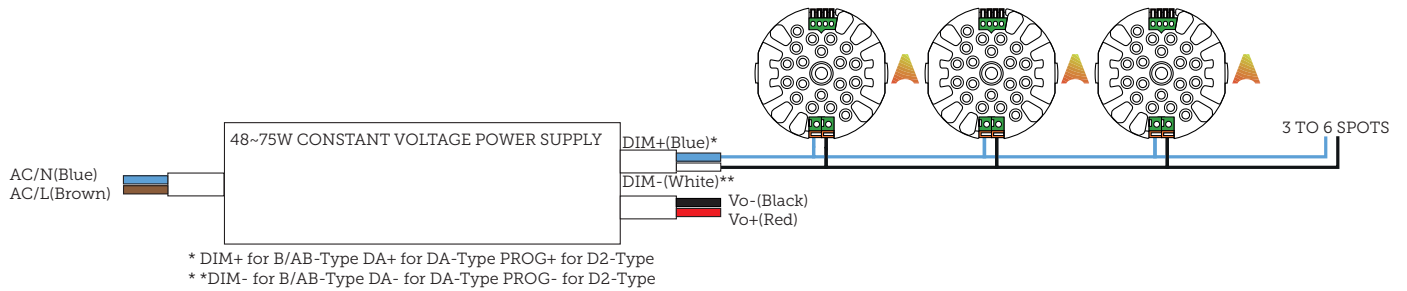 48~75W CONSTANT VOLTAGE POWER SUPPLY
DIM+(Blue)*
3 TO 6 SPOTS
AC/N(Blue)
AC/L(Brown)
DIM-(White)**
Vo-(Black)
Vo+(Red)
* DIM+ for B/AB-Type DA+ for DA-Type PROG+ for D2-Type
* *DIM- for B/AB-Type DA- for DA-Type PROG- for D2-Type